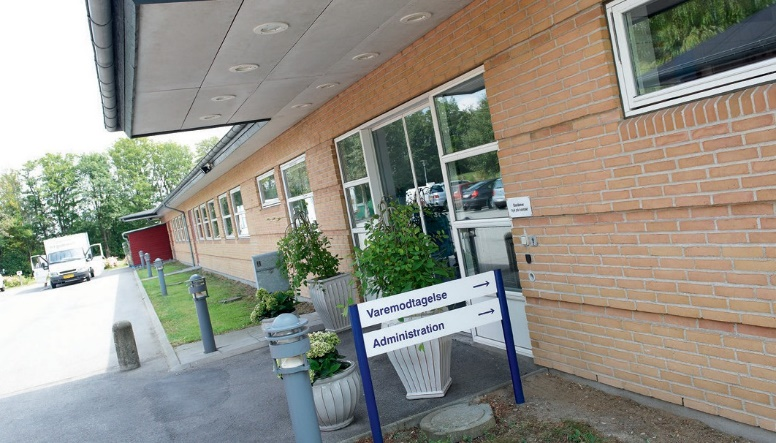 Varemodtagelse →
Administration →